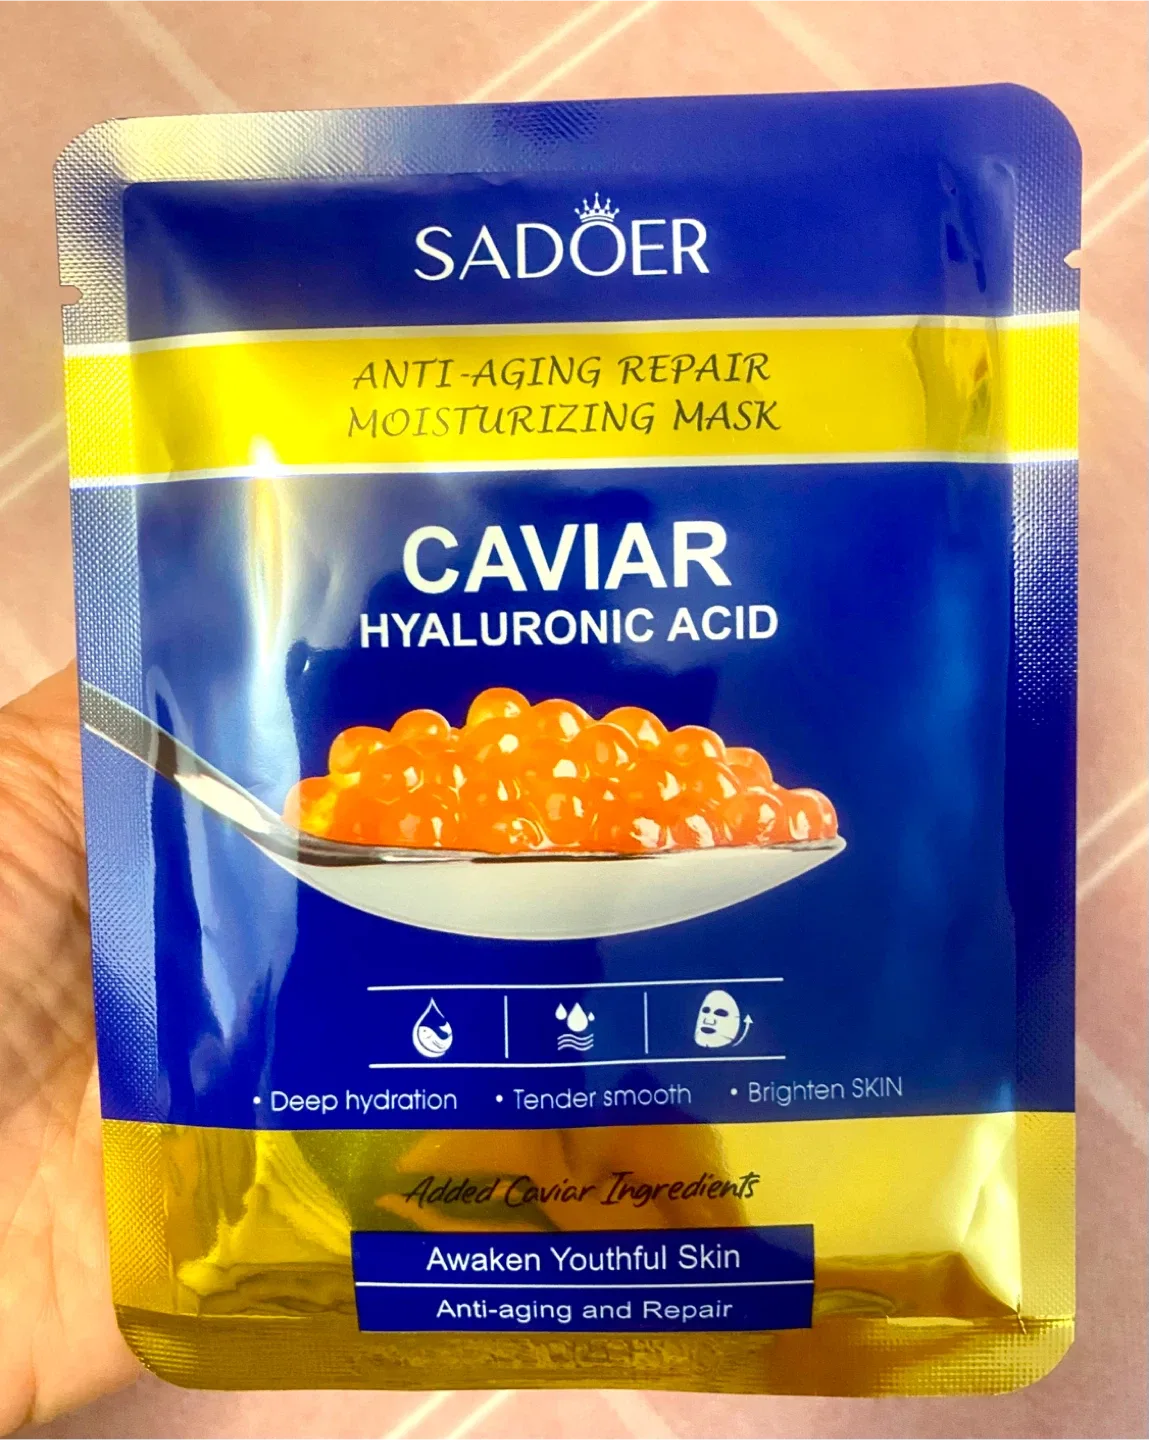 SADOER
ANTI-AGING REPAIR
MOISTURIZING MASK
CAVIAR
HYALURONIC ACID
• Deep hydration • Tender smooth • Brighten SKIN
Added Caviar Ingredients
Awaken Youthful Skin
Anti-aging and Repair